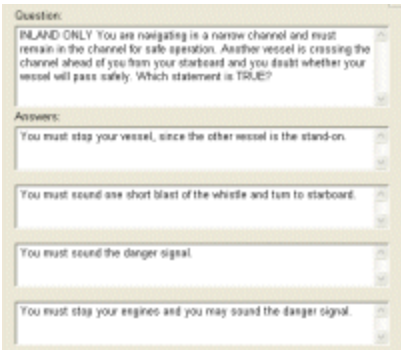 Question:
INLAND ONLY You are navigating in a narrow channel and must
remain in the channel for safe operation. Another vessel is crossing the
channel ahead of you from your starboard and you doubt whether your
vessel will pass safely. Which statement is TRUE?
Answers:
You must stop your vessel, since the other vessel is the stand-on.
You must sound one short blast of the whistle and turn to starboard.
You must sound the danger signal.
You must stop your engines and you may sound the danger signal.